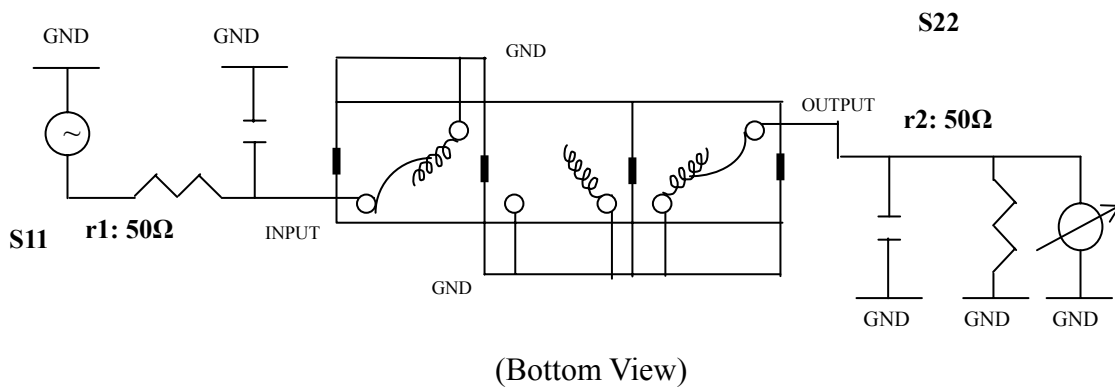 S22
GND
GND
GND
OUTPUT
r2: 50Ω
~
INPUT
S11
r1: 50Ω
GND
GND
GND
GND
(Bottom View)